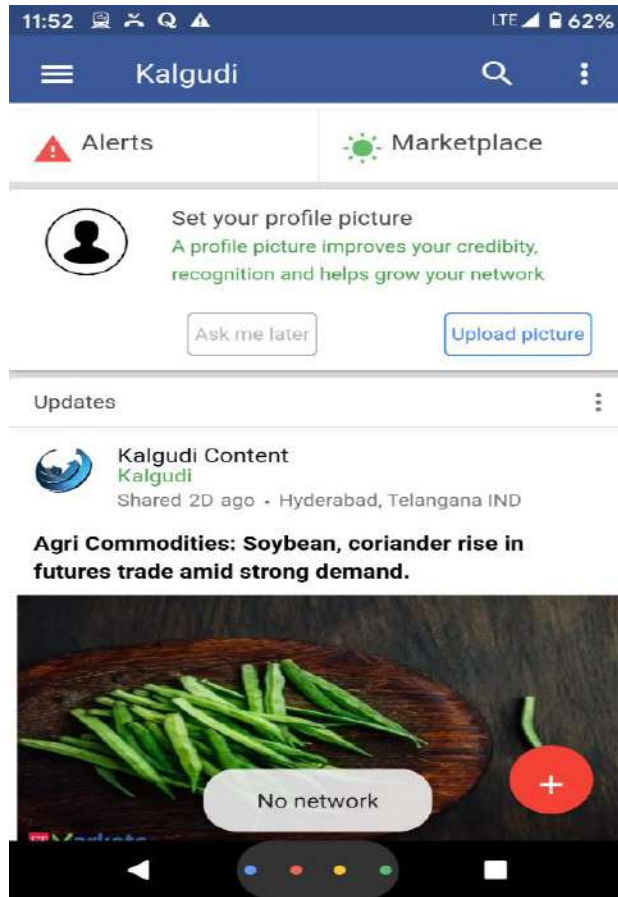 11:52 LTE 62%
Kalgudi
Alerts Marketplace
Set your profile picture
A profile picture improves your credibity,
recognition and helps grow your network
Ask me later Upload picture
Updates
Kalgudi Content
Kalgudi
Shared 2D ago - Hyderabad, Telangana IND
Agri Commodities: Soybean, coriander rise in
futures trade amid strong demand.
No network